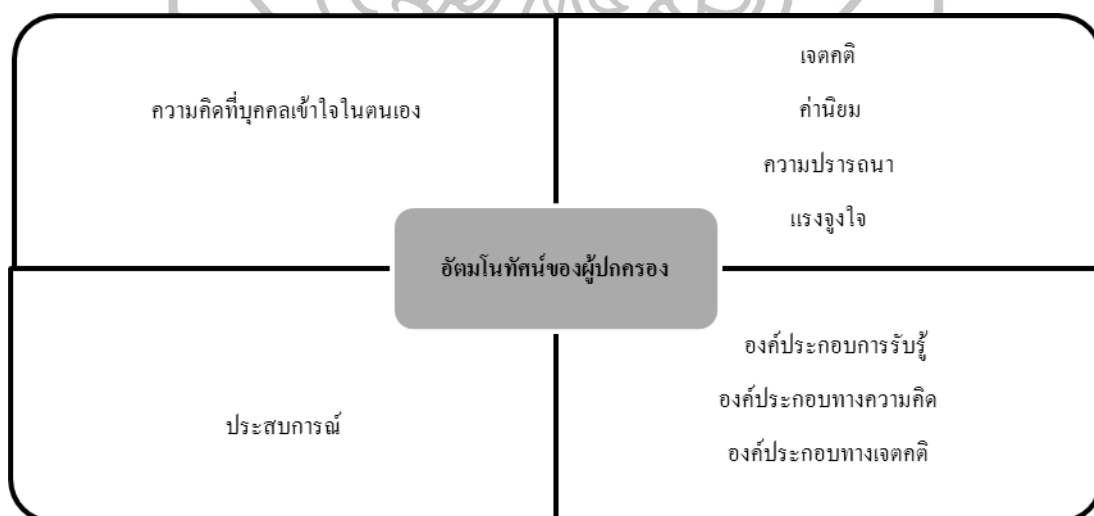 ความคิดที่บุคคลเข้าใจในตนเอง
เจตคติ
ค่านิยม
ความปรารถนา
แรงจูงใจ
อัตมโนทัศน์ของผู้ปกครอง
ประสบการณ์
องค์ประกอบการรับรู้
องค์ประกอบทางความคิด
องค์ประกอบทางเจตคติ